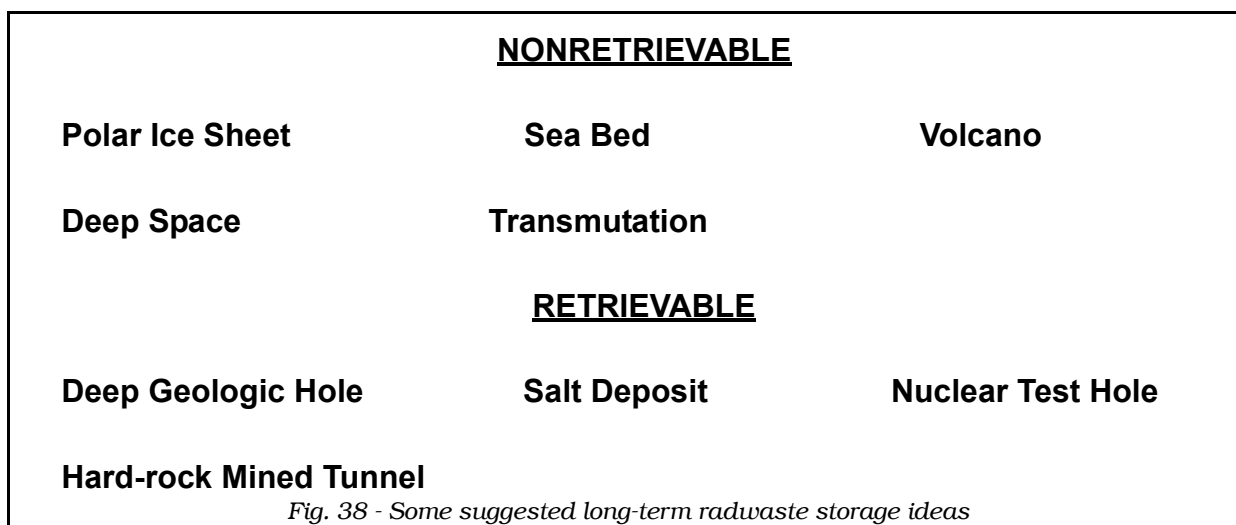 NONRETRIEVABLE
Polar Ice Sheet Sea Bed Volcano
Deep Space Transmutation
RETRIEVABLE
Deep Geologic Hole Salt Deposit Nuclear Test Hole
Hard-rock Mined Tunnel
Fig. 38 - Some suggested long-term radwaste storage ideas